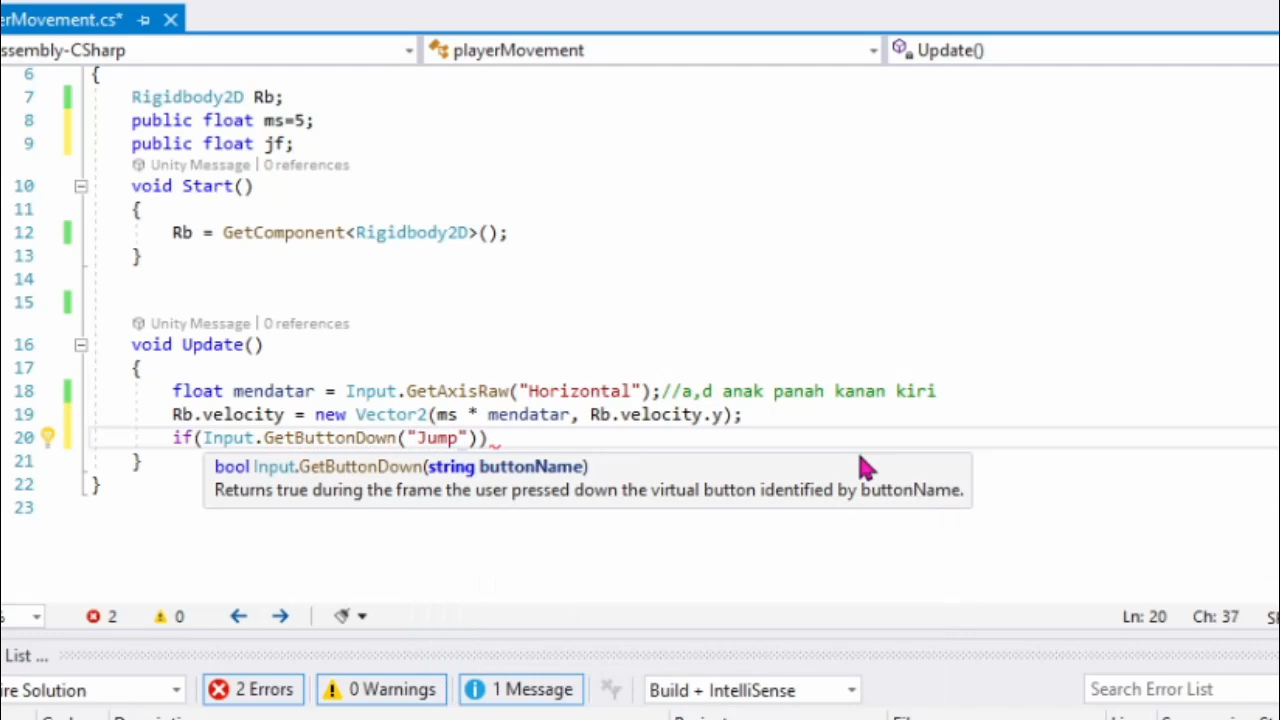 erMovement.cs*
ssembly-CSharp playerMovement Update()
6 {
7 Rigidbody2D Rb;
8 public float ms=5;
9 public float jf;
Unity Message | 0 references
10 void Start()
11 {
12 Rb = GetComponent<Rigidbody2D>();
13 }
14
15
Unity Message | 0 references
16 void Update()
17 {
18 float mendatar = Input.GetAxisRaw("Horizontal");//a,d anak panah kanan kiri
19 Rb.velocity = new Vector2(ms * mendatar, Rb.velocity.y);
20 if(Input.GetButtonDown("Jump"))
21 }
bool Input.GetButtonDown(string buttonName)
Returns true during the frame the user pressed down the virtual button identified by buttonName.
22 }
23
% 2 0 Ln: 20 Ch: 37
List ...
ire Solution 2 Errors 0 Warnings 1 Message Build + IntelliSense Search Error List